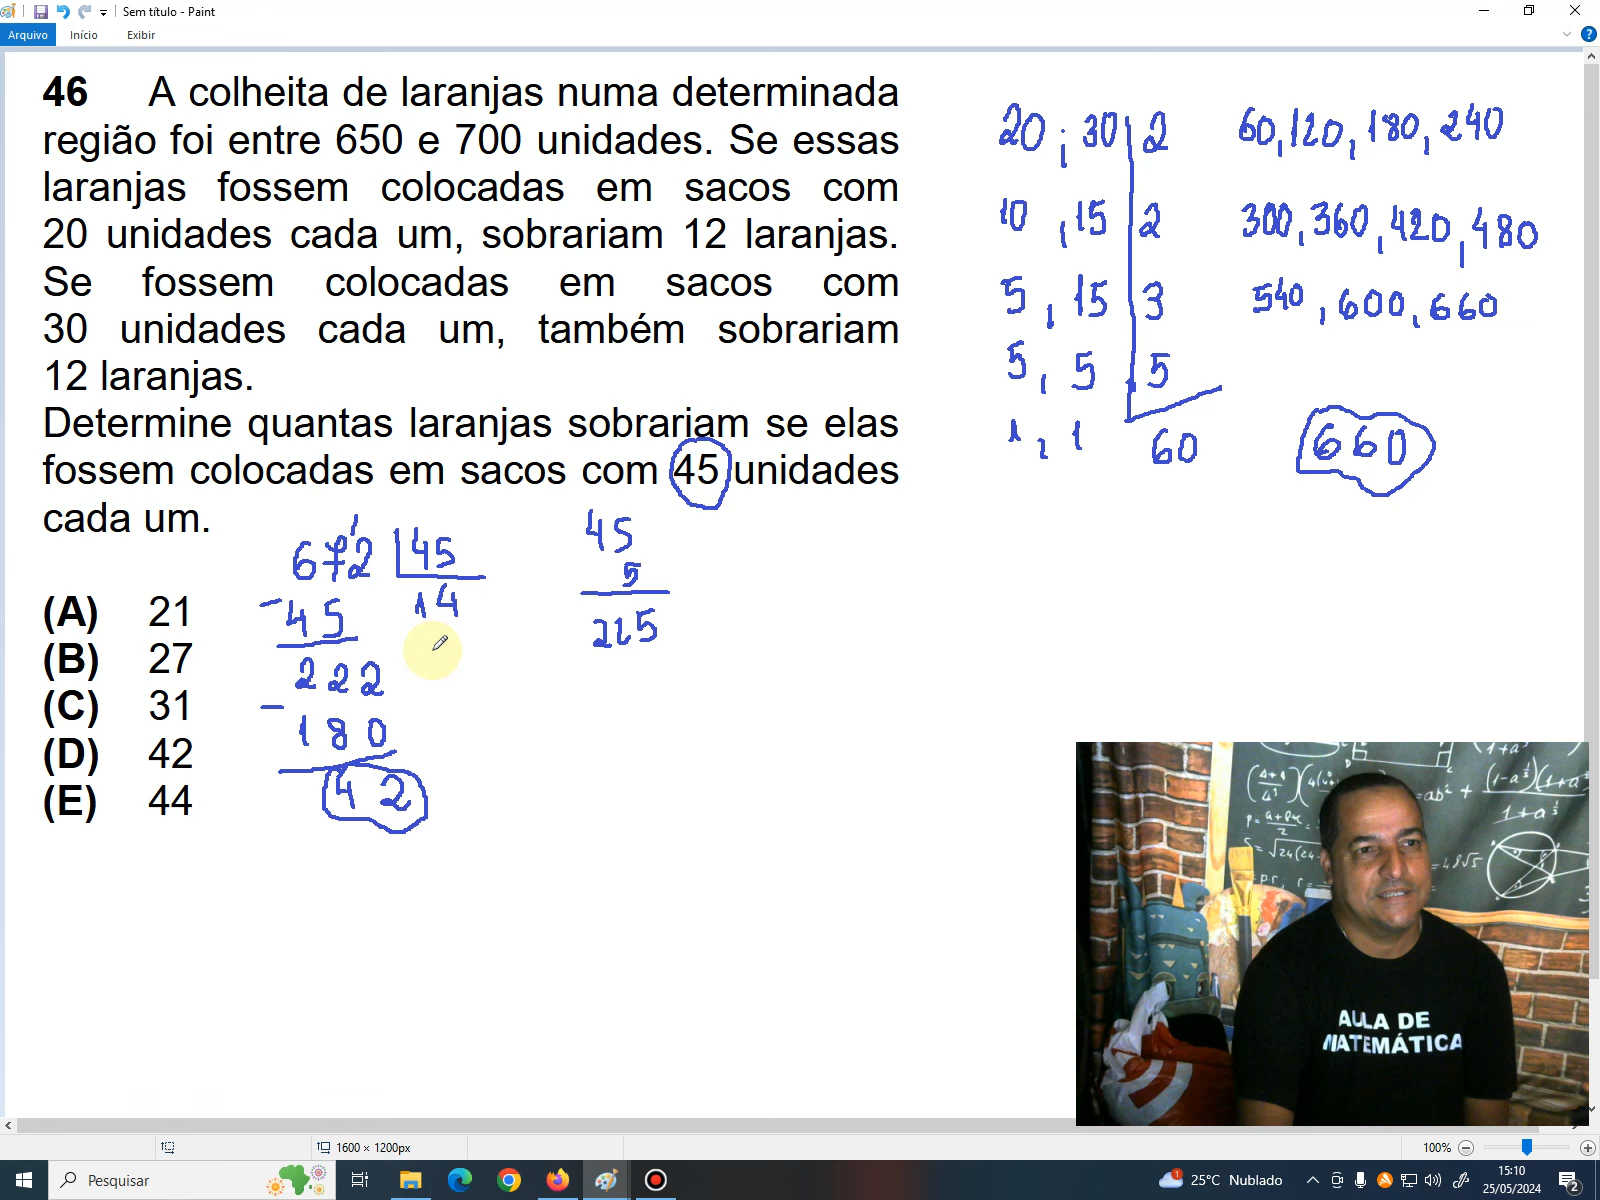 Sem título - Paint
Arquivo Início Exibir
46 A colheita de laranjas numa determinada
região foi entre 650 e 700 unidades. Se essas
laranjas fossem colocadas em sacos com
20 unidades cada um, sobrariam 12 laranjas.
Se fossem colocadas em sacos com
30 unidades cada um, também sobrariam
12 laranjas.
Determine quantas laranjas sobrariam se elas
fossem colocadas em sacos com 45 unidades
cada um.
(A) 21
(B) 27
(C) 31
(D) 42
(E) 44
1
672 45
- 45 14
222
- 180
42
45
5
225
20, 30 2
10, 15 2
5, 15 3
5, 5 5
1, 1 60
60, 120, 180, 240
300, 360, 420, 480
540, 600, 660
660
AULA DE
MATEMÁTICA
1600 × 1200px
100%
Pesquisar
1
25°C Nublado
15:10
25/05/2024
2